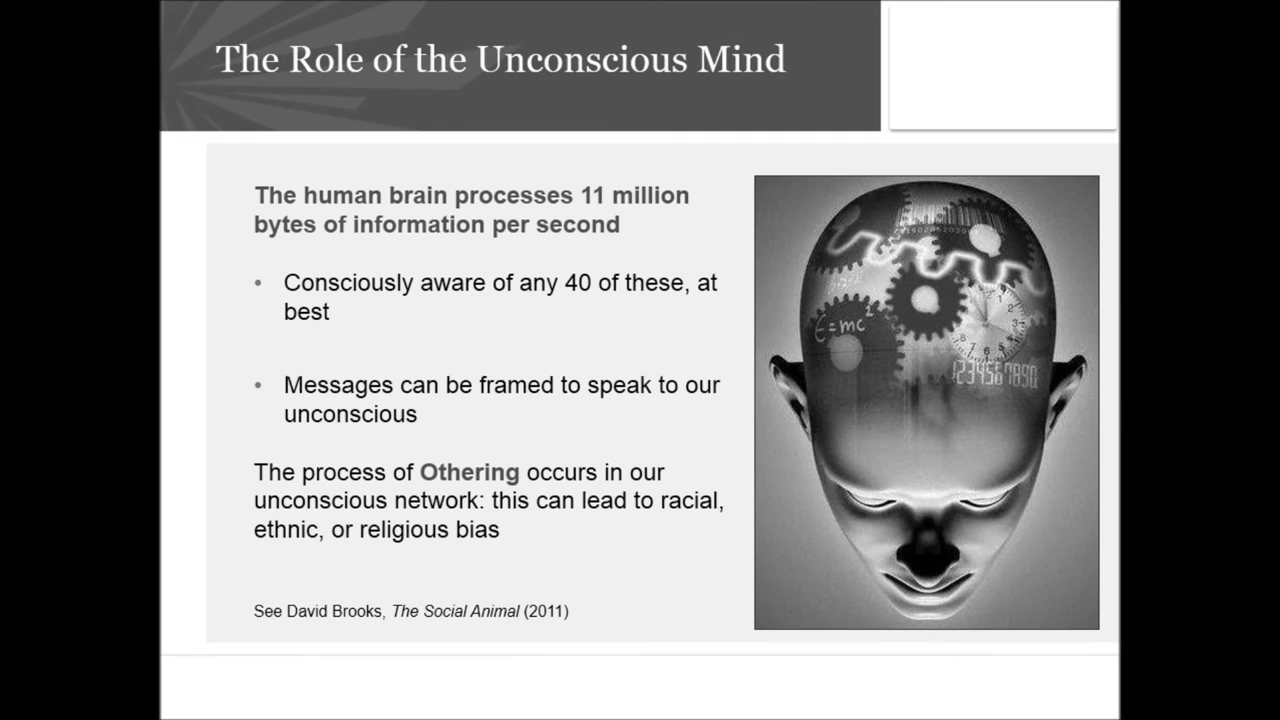 The Role of the Unconscious Mind
The human brain processes 11 million
bytes of information per second
• Consciously aware of any 40 of these, at
best
• Messages can be framed to speak to our
unconscious
The process of Othering occurs in our
unconscious network: this can lead to racial,
ethnic, or religious bias
See David Brooks, The Social Animal (2011)
E=mc²
1234567890